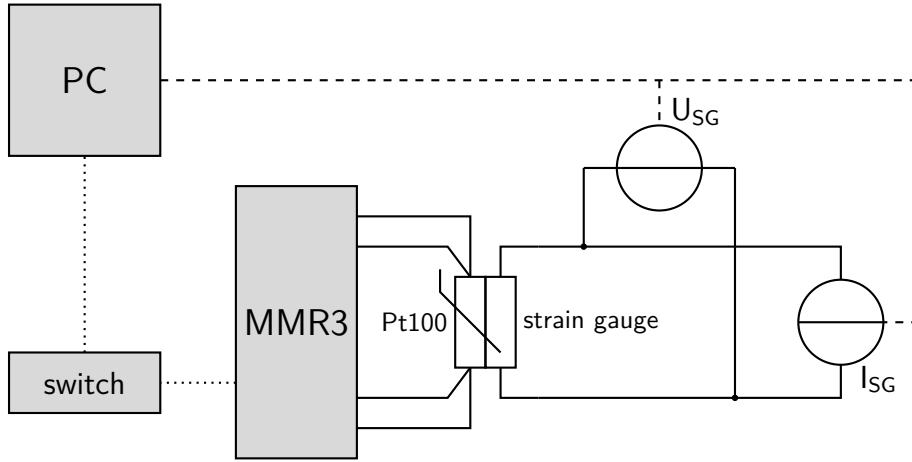 PC
U_SG
MMR3
Pt100
strain gauge
switch
I_SG